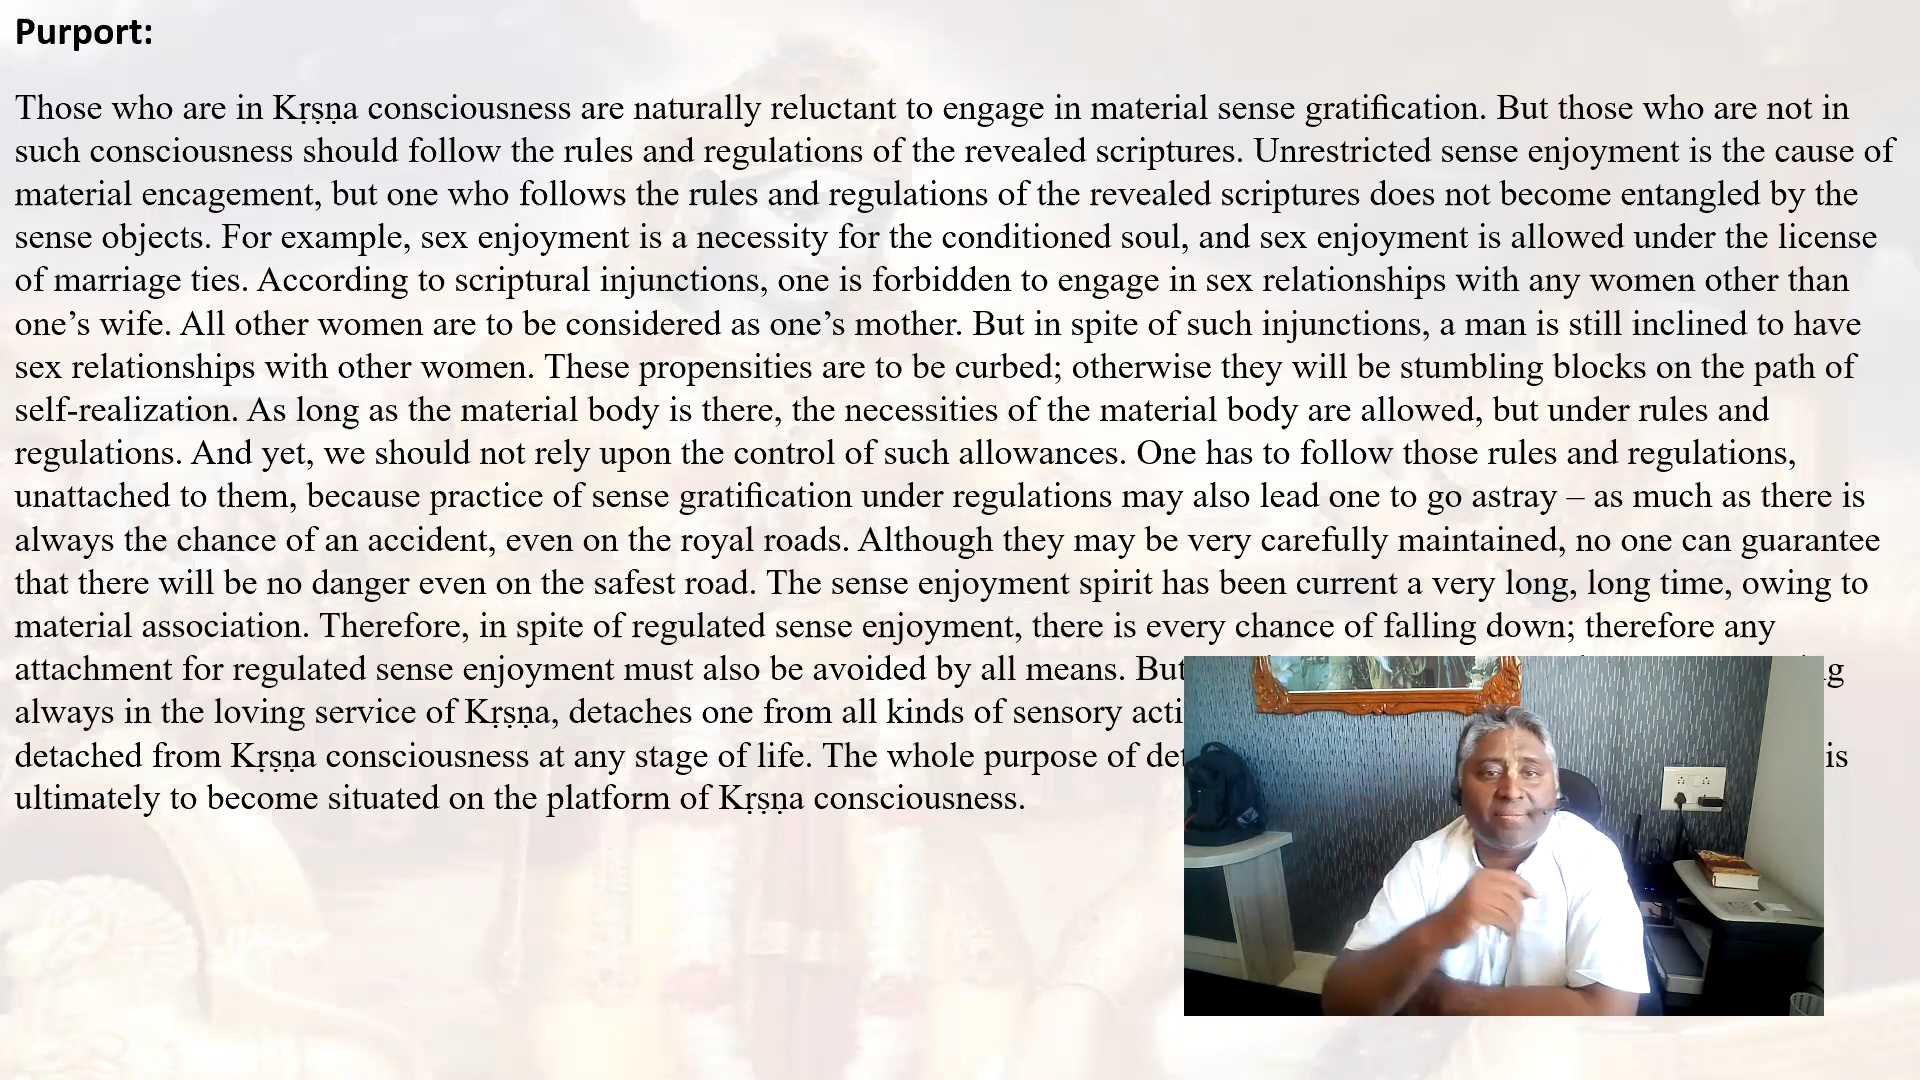 Purport:
Those who are in Kṛṣṇa consciousness are naturally reluctant to engage in material sense gratification. But those who are not in
such consciousness should follow the rules and regulations of the revealed scriptures. Unrestricted sense enjoyment is the cause of
material encagement, but one who follows the rules and regulations of the revealed scriptures does not become entangled by the
sense objects. For example, sex enjoyment is a necessity for the conditioned soul, and sex enjoyment is allowed under the license
of marriage ties. According to scriptural injunctions, one is forbidden to engage in sex relationships with any women other than
one’s wife. All other women are to be considered as one’s mother. But in spite of such injunctions, a man is still inclined to have
sex relationships with other women. These propensities are to be curbed; otherwise they will be stumbling blocks on the path of
self-realization. As long as the material body is there, the necessities of the material body are allowed, but under rules and
regulations. And yet, we should not rely upon the control of such allowances. One has to follow those rules and regulations,
unattached to them, because practice of sense gratification under regulations may also lead one to go astray – as much as there is
always the chance of an accident, even on the royal roads. Although they may be very carefully maintained, no one can guarantee
that there will be no danger even on the safest road. The sense enjoyment spirit has been current a very long, long time, owing to
material association. Therefore, in spite of regulated sense enjoyment, there is every chance of falling down; therefore any
attachment for regulated sense enjoyment must also be avoided by all means. But
always in the loving service of Kṛṣṇa, detaches one from all kinds of sensory
detached from Kṛṣṇa consciousness at any stage of life. The whole purpose of is
ultimately to become situated on the platform of Kṛṣṇa consciousness.